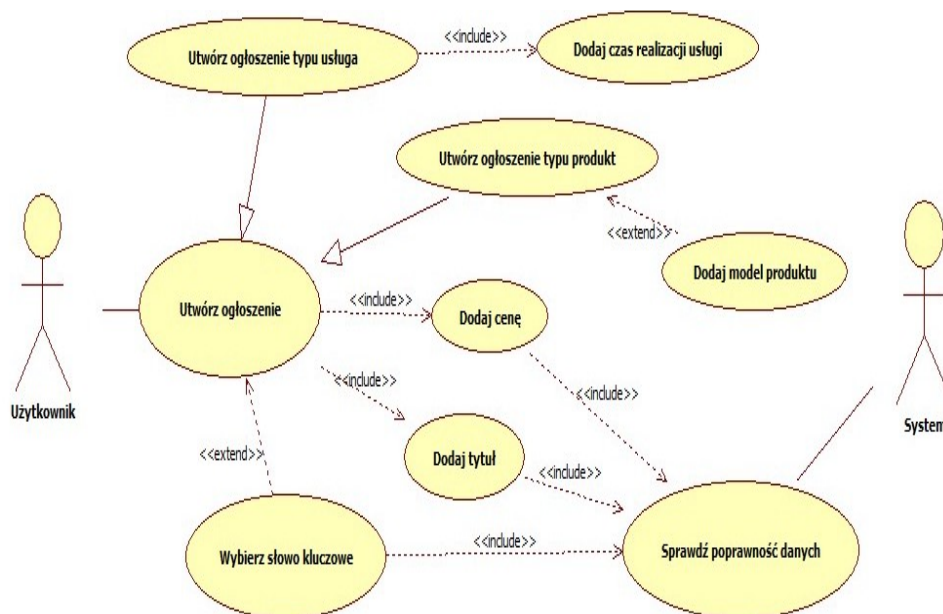 <<include>>
Utwórz ogłoszenie typu usługa
Dodaj czas realizacji usługi
Utwórz ogłoszenie typu produkt
<<extend>>
Dodaj model produktu
Utwórz ogłoszenie
<<include>>
Dodaj cenę
<<include>>
<<include>>
Użytkownik
System
<<extend>>
Dodaj tytuł
<<include>>
Wybierz słowo kluczowe
<<include>>
Sprawdź poprawność danych